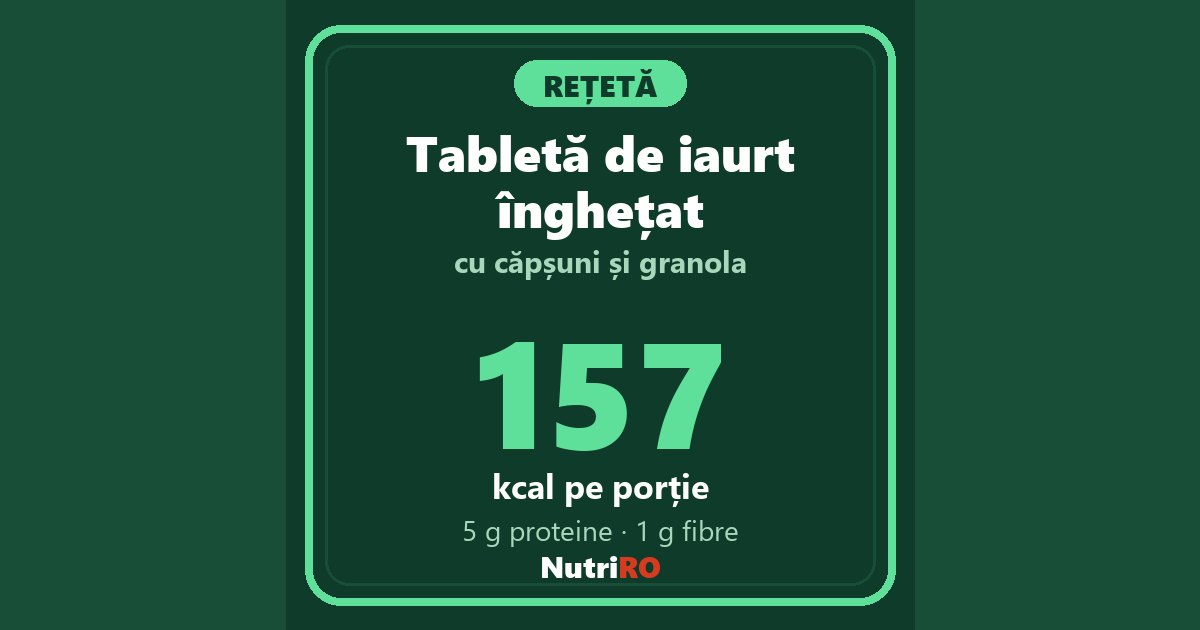 REȚETĂ
Tabletă de iaurt
înghețat
cu căpșuni și granola
157
kcal pe porție
5 g proteine · 1 g fibre
NutriRO